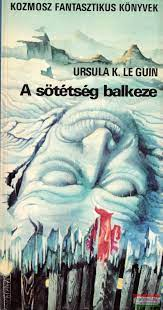 KOZMOSZ FANTASZTIKUS KÖNYVEK
URSULA K. LE GUIN
A sötétség balkeze